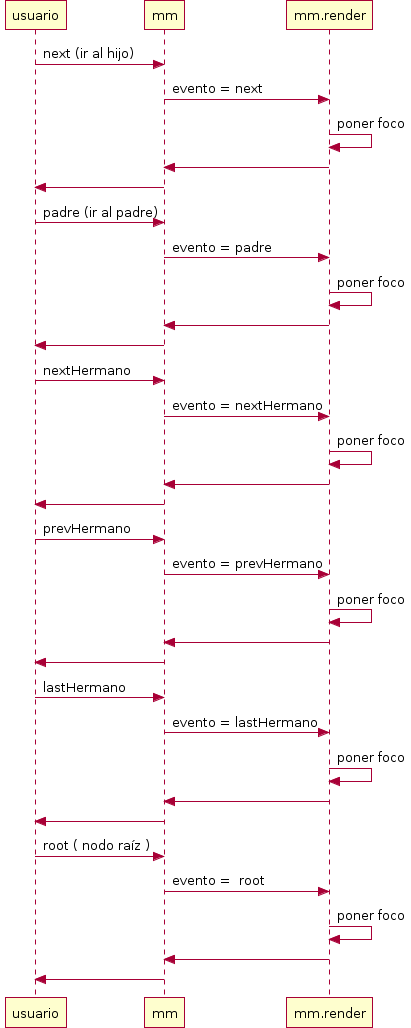 usuario mm mm.render
next (ir al hijo)
evento = next
poner foco
padre (ir al padre)
evento = padre
poner foco
nextHermano
evento = nextHermano
poner foco
prevHermano
evento = prevHermano
poner foco
lastHermano
evento = lastHermano
poner foco
root ( nodo raíz )
evento =  root
poner foco
usuario mm mm.render